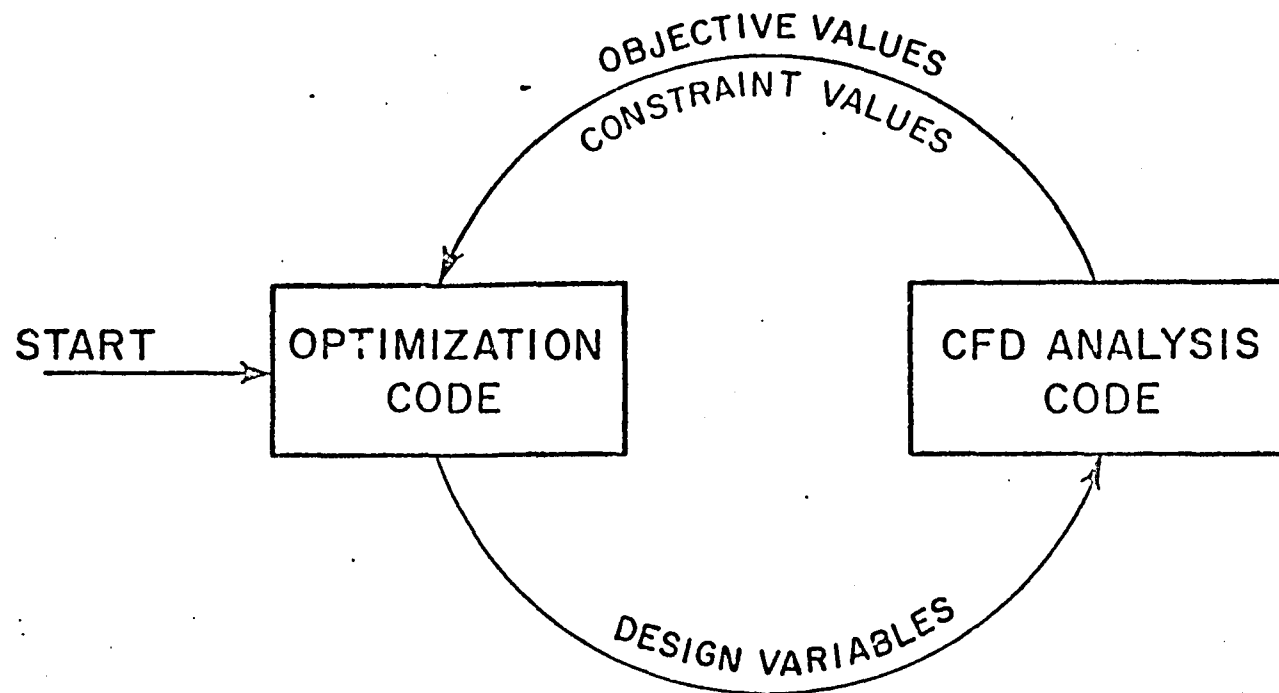 OBJECTIVE VALUES
CONSTRAINT VALUES
START
OPTIMIZATION
CODE
CFD ANALYSIS
CODE
DESIGN VARIABLES